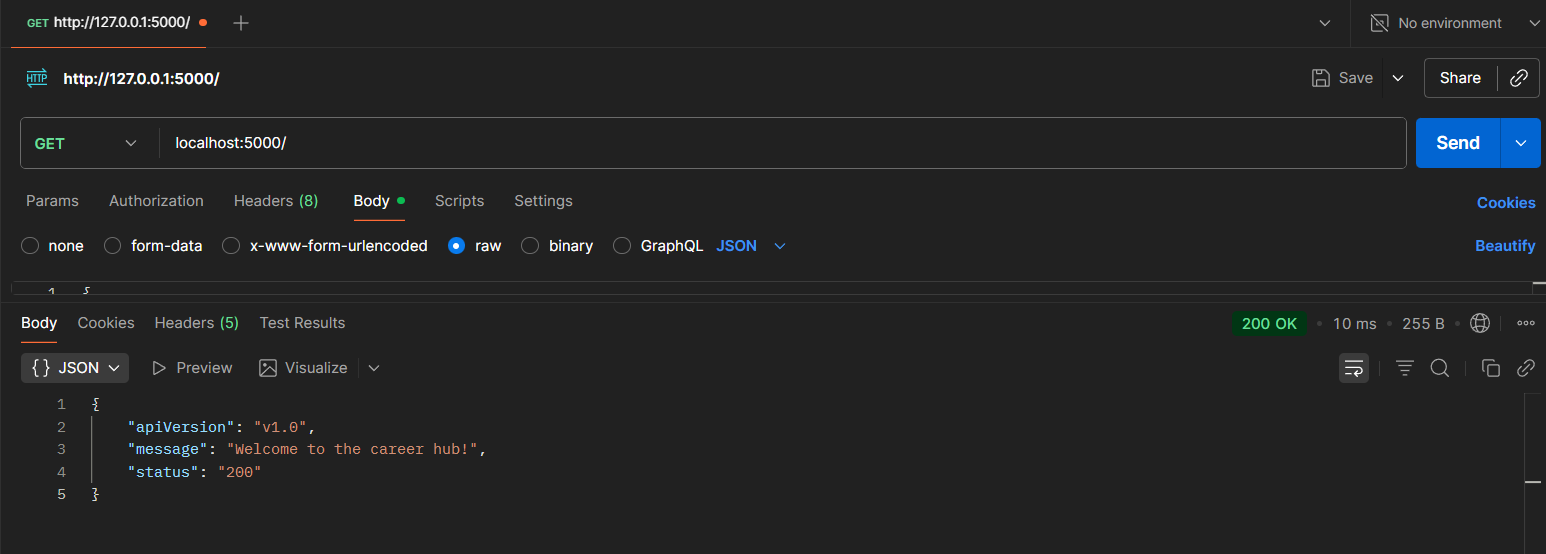 GET http://127.0.0.1:5000/
No environment
HTTP http://127.0.0.1:5000/
Save
Share
GET localhost:5000/
Send
Params Authorization Headers (8) Body Scripts Settings
Cookies
none form-data x-www-form-urlencoded raw binary GraphQL JSON
Beautify
1 {
Body Cookies Headers (5) Test Results
200 OK • 10 ms • 255 B
{} JSON Preview Visualize
1 {
2 "apiVersion": "v1.0",
3 "message": "Welcome to the career hub!",
4 "status": "200"
5 }